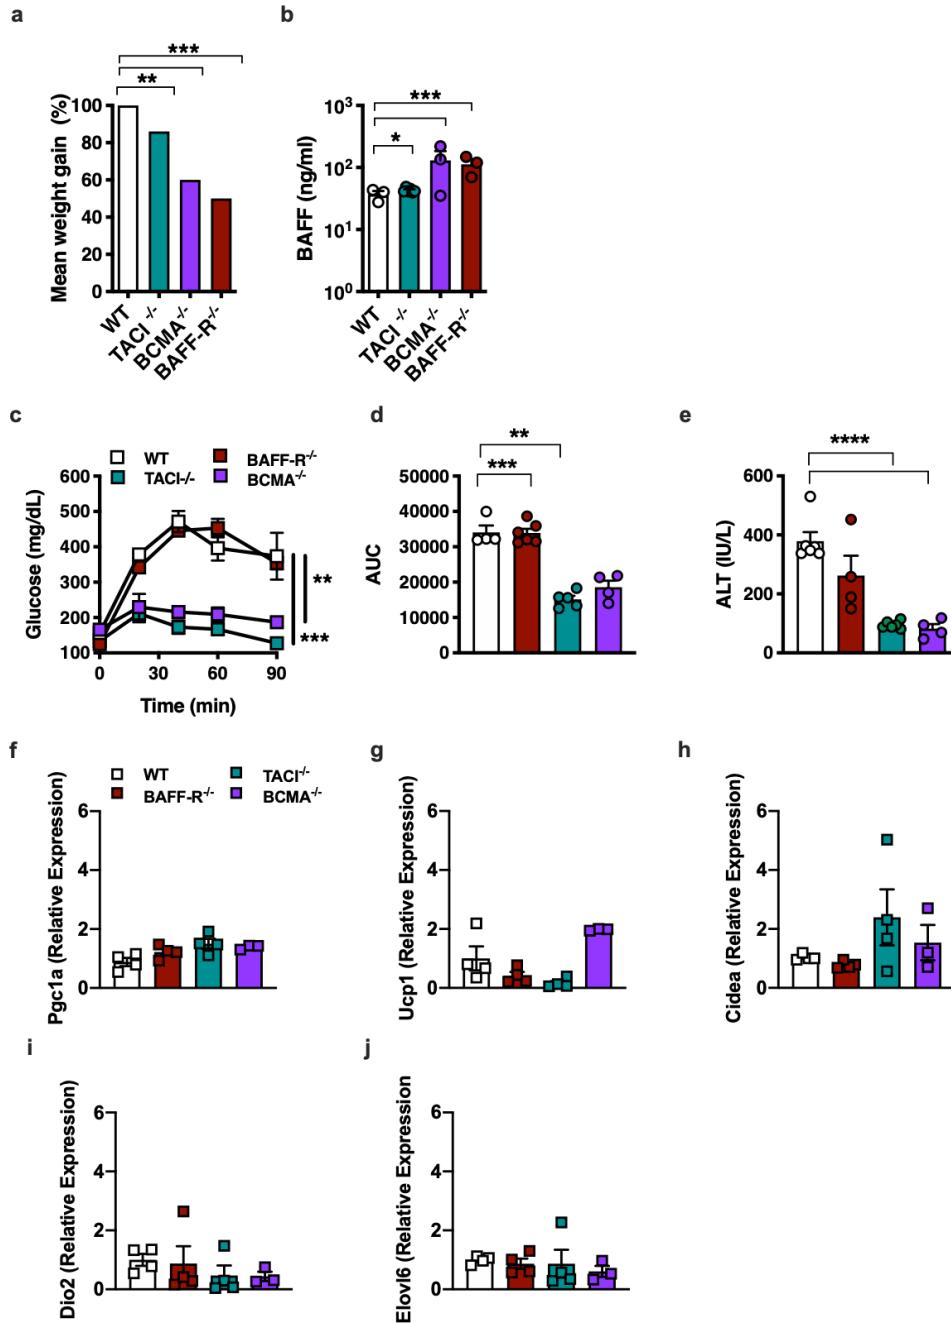 a
b
***
**
Mean weight gain (%)
100
80
60
40
20
0
WT
TACI -/-
BCMA-/-
BAFF-R-/-
***
*
BAFF (ng/ml)
10³
10²
10¹
10⁰
WT
TACI -/-
BCMA-/-
BAFF-R-/-
c
d
e
WT
BAFF-R-/-
TACI-/-
BCMA-/-
Glucose (mg/dL)
600
500
400
300
200
100
0
30
60
90
Time (min)
**
***
**
***
AUC
50000
40000
30000
20000
10000
0
****
ALT (IU/L)
600
400
200
0
f
g
h
WT
TACI-/-
BAFF-R-/-
BCMA-/-
Pgc1a (Relative Expression)
6
4
2
0
Ucp1 (Relative Expression)
6
4
2
0
Cidea (Relative Expression)
6
4
2
0
i
j
Dio2 (Relative Expression)
6
4
2
0
Elovl6 (Relative Expression
6
4
2
0